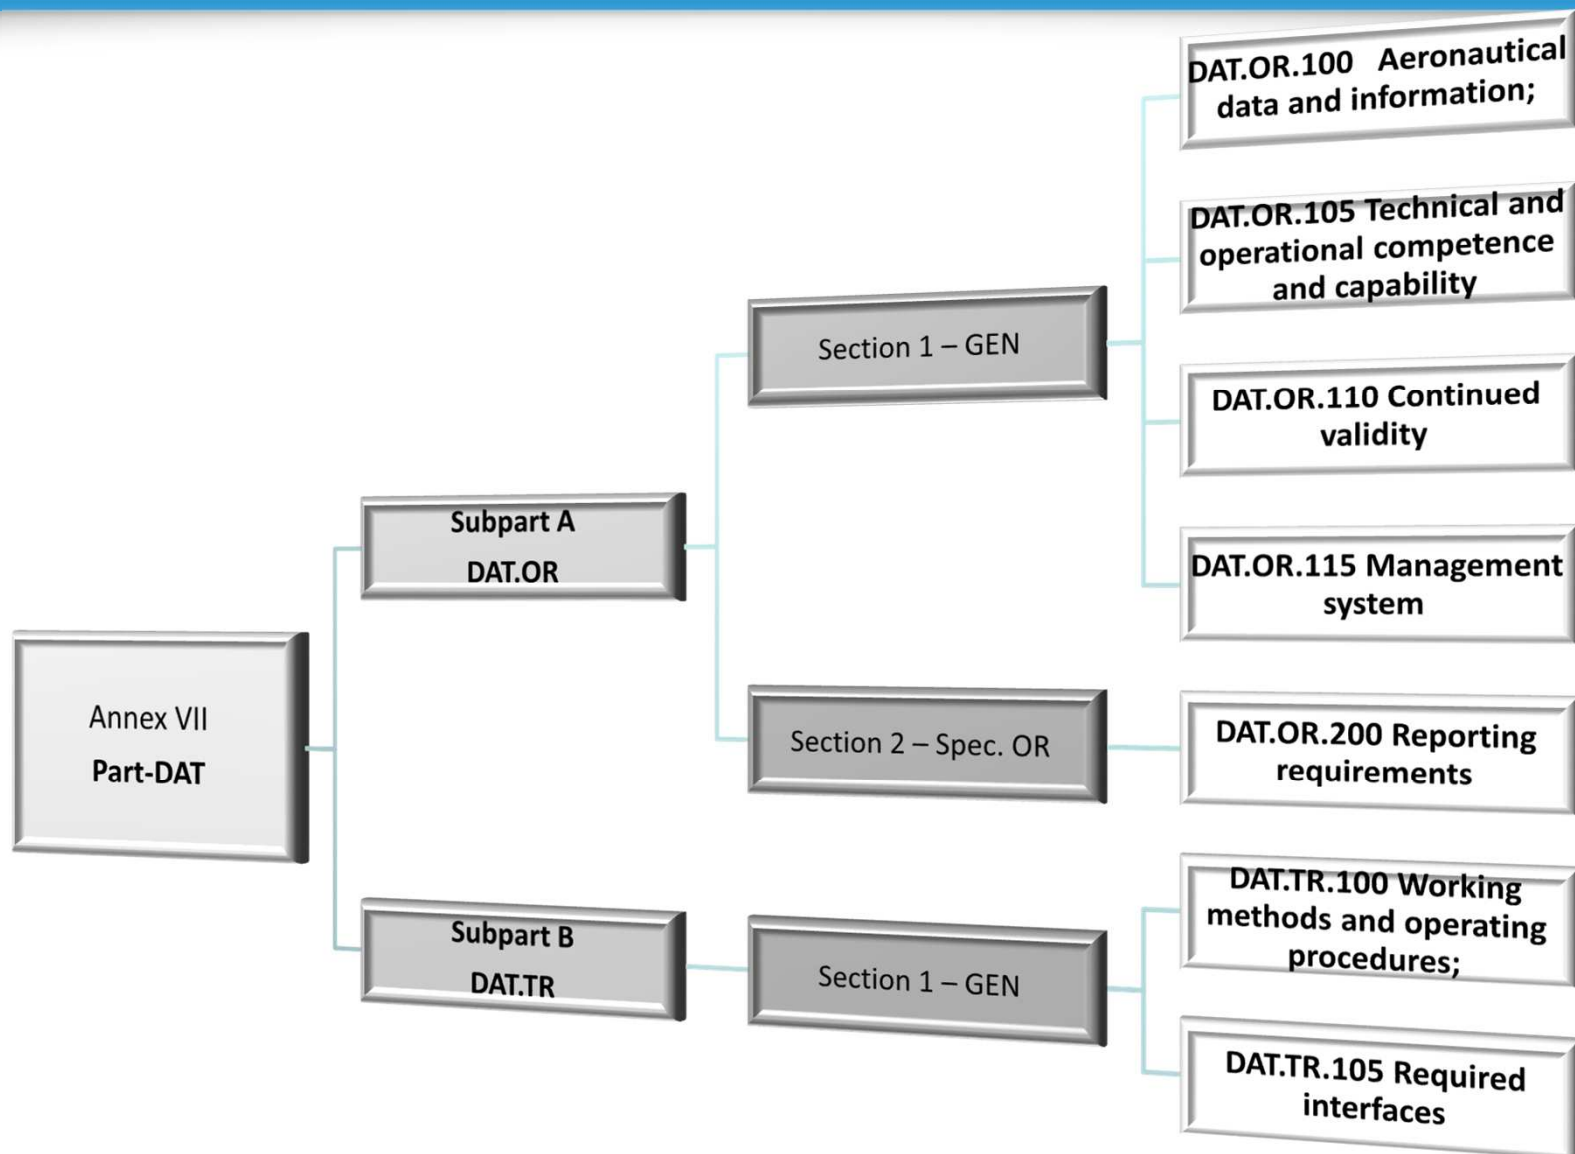 Annex VII
Part-DAT
Subpart A
DAT.OR
Section 1 – GEN
DAT.OR.100 Aeronautical
data and information;
DAT.OR.105 Technical and
operational competence
and capability
DAT.OR.110 Continued
validity
DAT.OR.115 Management
system
Section 2 – Spec. OR
DAT.OR.200 Reporting
requirements
Subpart B
DAT.TR
Section 1 – GEN
DAT.TR.100 Working
methods and operating
procedures;
DAT.TR.105 Required
interfaces